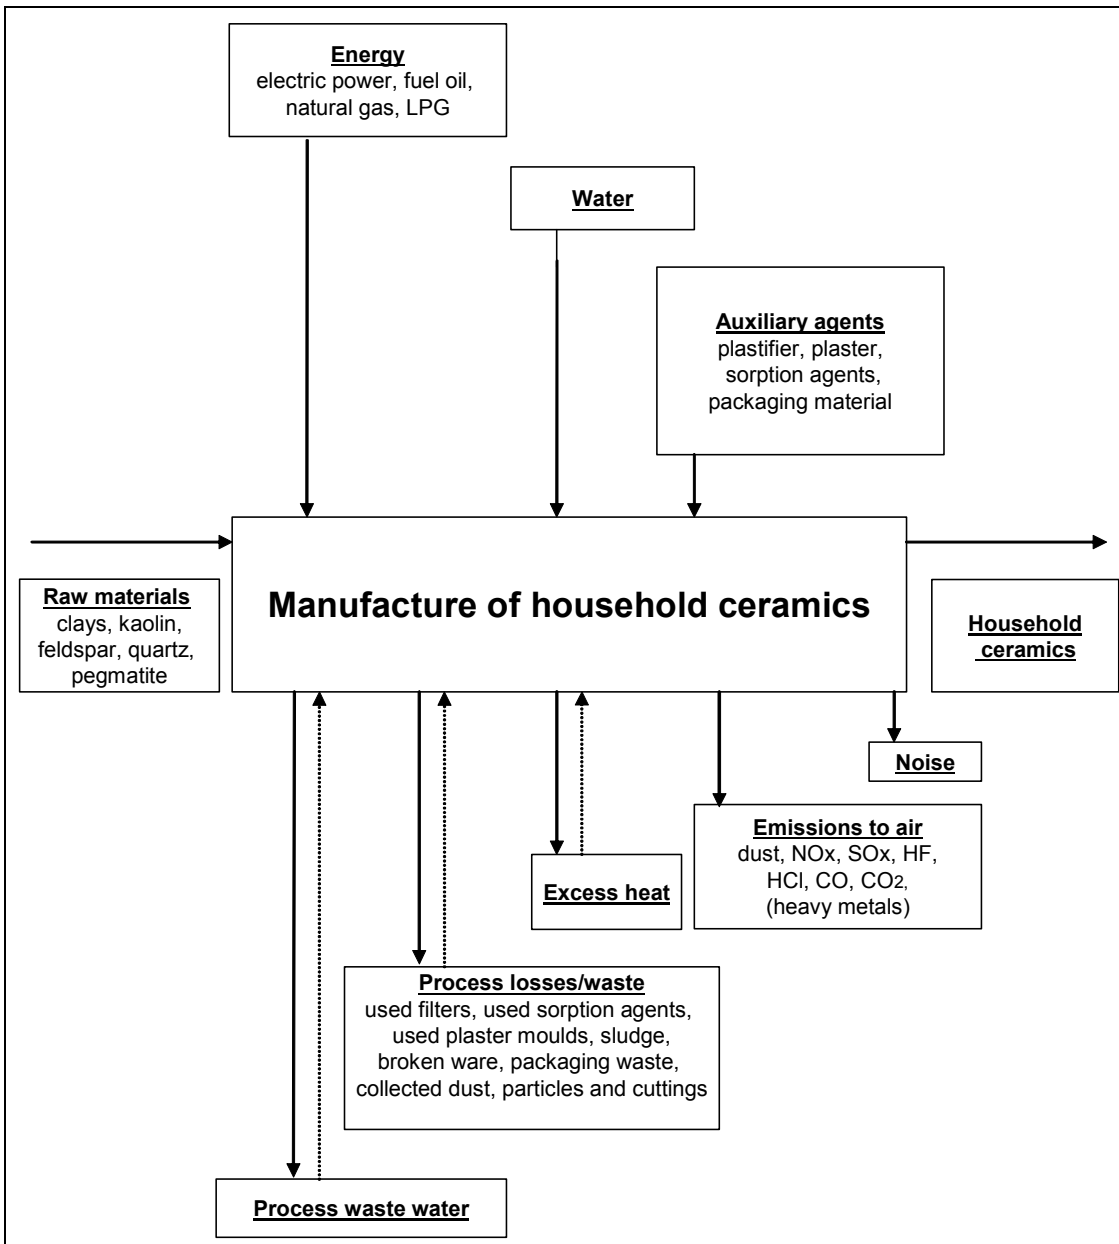 Energy
electric power, fuel oil,
natural gas, LPG
Water
Auxiliary agents
plastifier, plaster,
sorption agents,
packaging material
Manufacture of household ceramics
Raw materials
clays, kaolin,
feldspar, quartz,
pegmatite
Household
ceramics
Noise
Emissions to air
dust, NOx, SOx, HF,
HCl, CO, CO2,
(heavy metals)
Excess heat
Process losses/waste
used filters, used sorption agents,
used plaster moulds, sludge,
broken ware, packaging waste,
collected dust, particles and cuttings
Process waste water